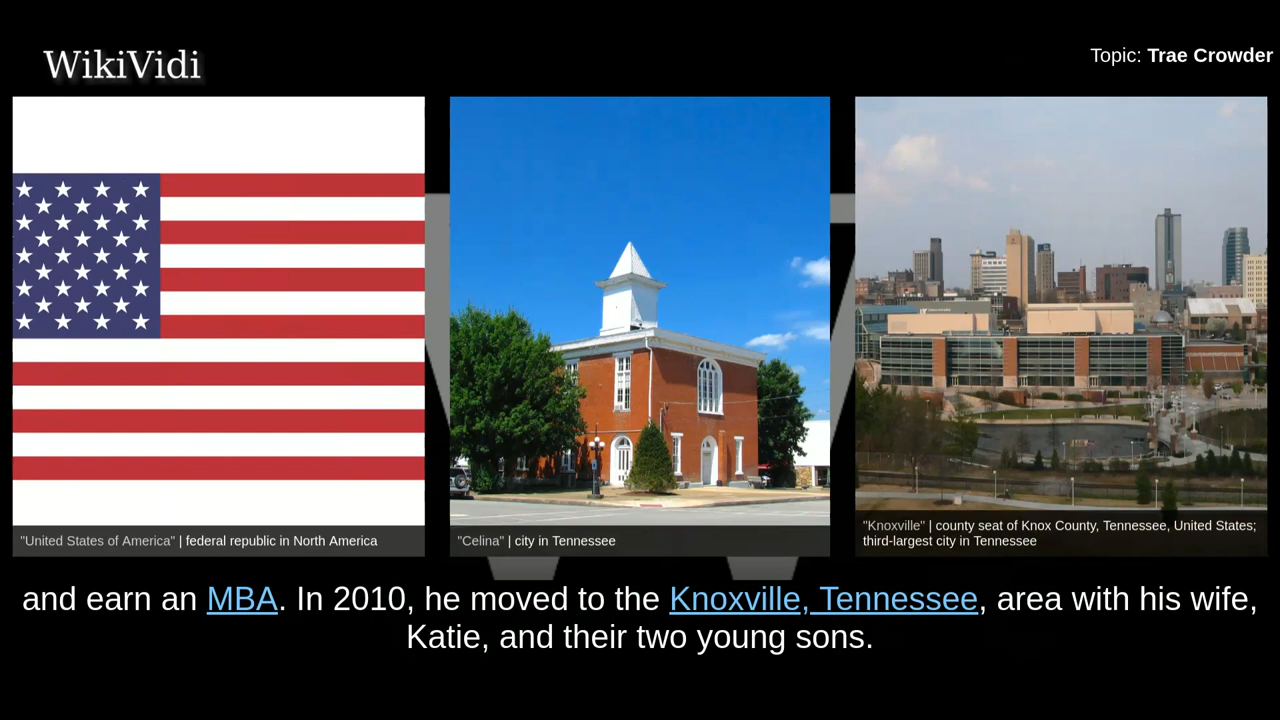 WikiVidi
Topic: Trae Crowder
"United States of America" | federal republic in North America
"Celina" | city in Tennessee
"Knoxville" | county seat of Knox County, Tennessee, United States;
third-largest city in Tennessee
and earn an MBA. In 2010, he moved to the Knoxville, Tennessee, area with his wife,
Katie, and their two young sons.